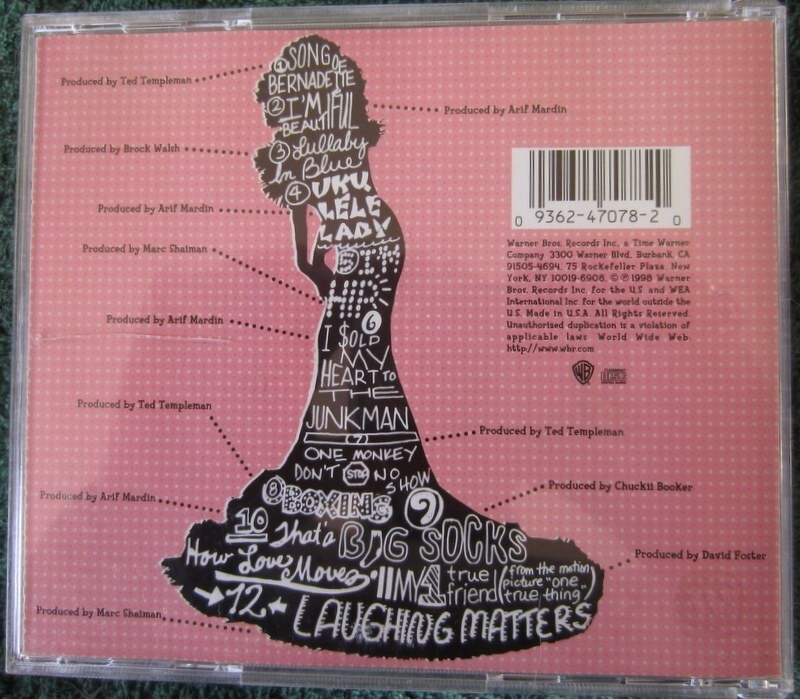 Produced by Ted Templeman
① SONG OF
BERNADETTE
② I'M
BEAUTIFUL
Produced by Arif Mardin
Produced by Brock Walsh
③ Lullaby
In Blue
④ UKU
LELE
LADY
Produced by Arif Mardin
Produced by Marc Shaiman
5 I'M
HIP
Produced by Arif Mardin
6
I $OLD
MY
HEART TO
THE
JUNKMAN
Produced by Ted Templeman
7
ONE MONKEY
DON'T STOP NO
SHOW
Produced by Ted Templeman
8 BOXING
9
Produced by Chuckii Booker
Produced by Arif Mardin
10 That's
BIG SOCKS
How Love Moves
Produced by David Foster
11 MY 1 true friend (from the motion picture "one true thing")
Produced by Marc Shaiman
12 LAUGHING MATTERS
0 9362-47078-2 0
Warner Bros. Records Inc., a Time Warner
Company 3300 Warner Blvd., Burbank, CA
91505-4694. 75 Rockefeller Plaza, New
York, NY 10019-6908. © ℗ 1998 Warner
Bros. Records Inc. for the U.S. and WEA
International Inc. for the world outside the
U.S. Made in U.S.A. All Rights Reserved.
Unauthorized duplication is a violation of
applicable laws. World Wide Web:
http://www.wbr.com
WB